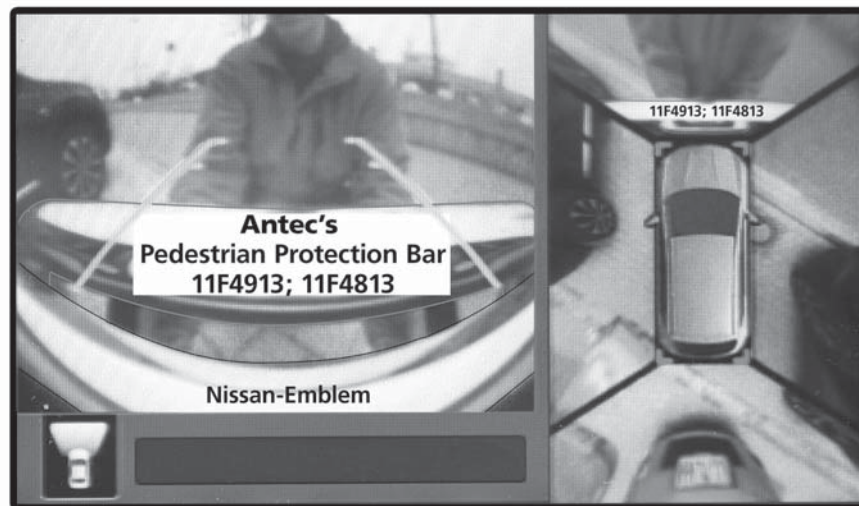 Antec's
Pedestrian Protection Bar
11F4913; 11F4813
Nissan-Emblem
11F4913; 11F4813